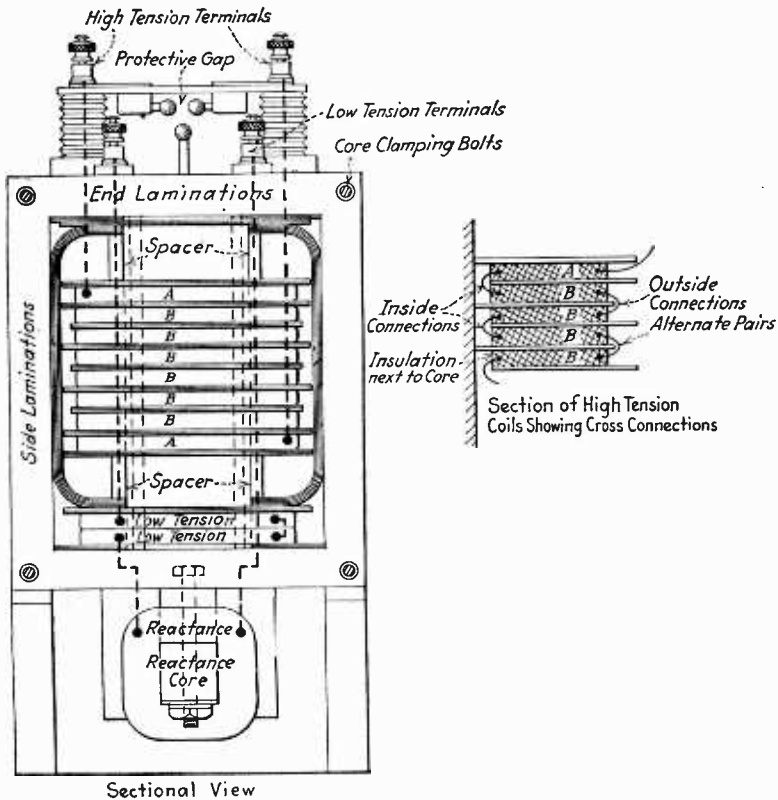 High Tension Terminals
Protective Gap
Low Tension Terminals
Core Clamping Bolts
End Laminations
Side Laminations
Spacer
A
B
B
B
B
B
B
A
Spacer
Low Tension
Low Tension
Reactance
Reactance
Core
Sectional View
A
B
B
B
B
Inside
Connections
Insulation
next to Core
Outside
Connections
Alternate Pairs
Section of High Tension
Coils Showing Cross Connections